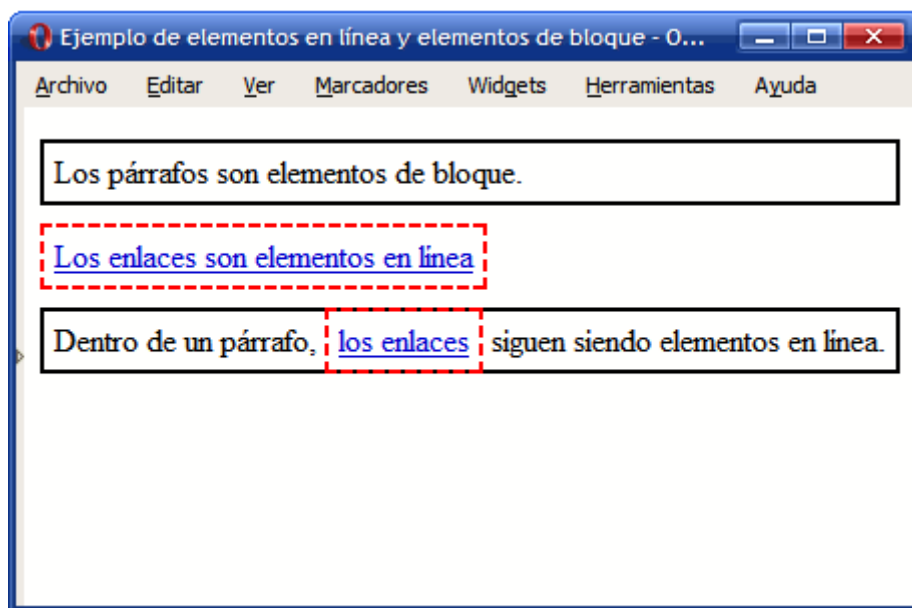 Ejemplo de elementos en línea y elementos de bloque - O...
Archivo Editar Ver Marcadores Widgets Herramientas Ayuda
Los párrafos son elementos de bloque.
Los enlaces son elementos en línea
Dentro de un párrafo, los enlaces siguen siendo elementos en línea.